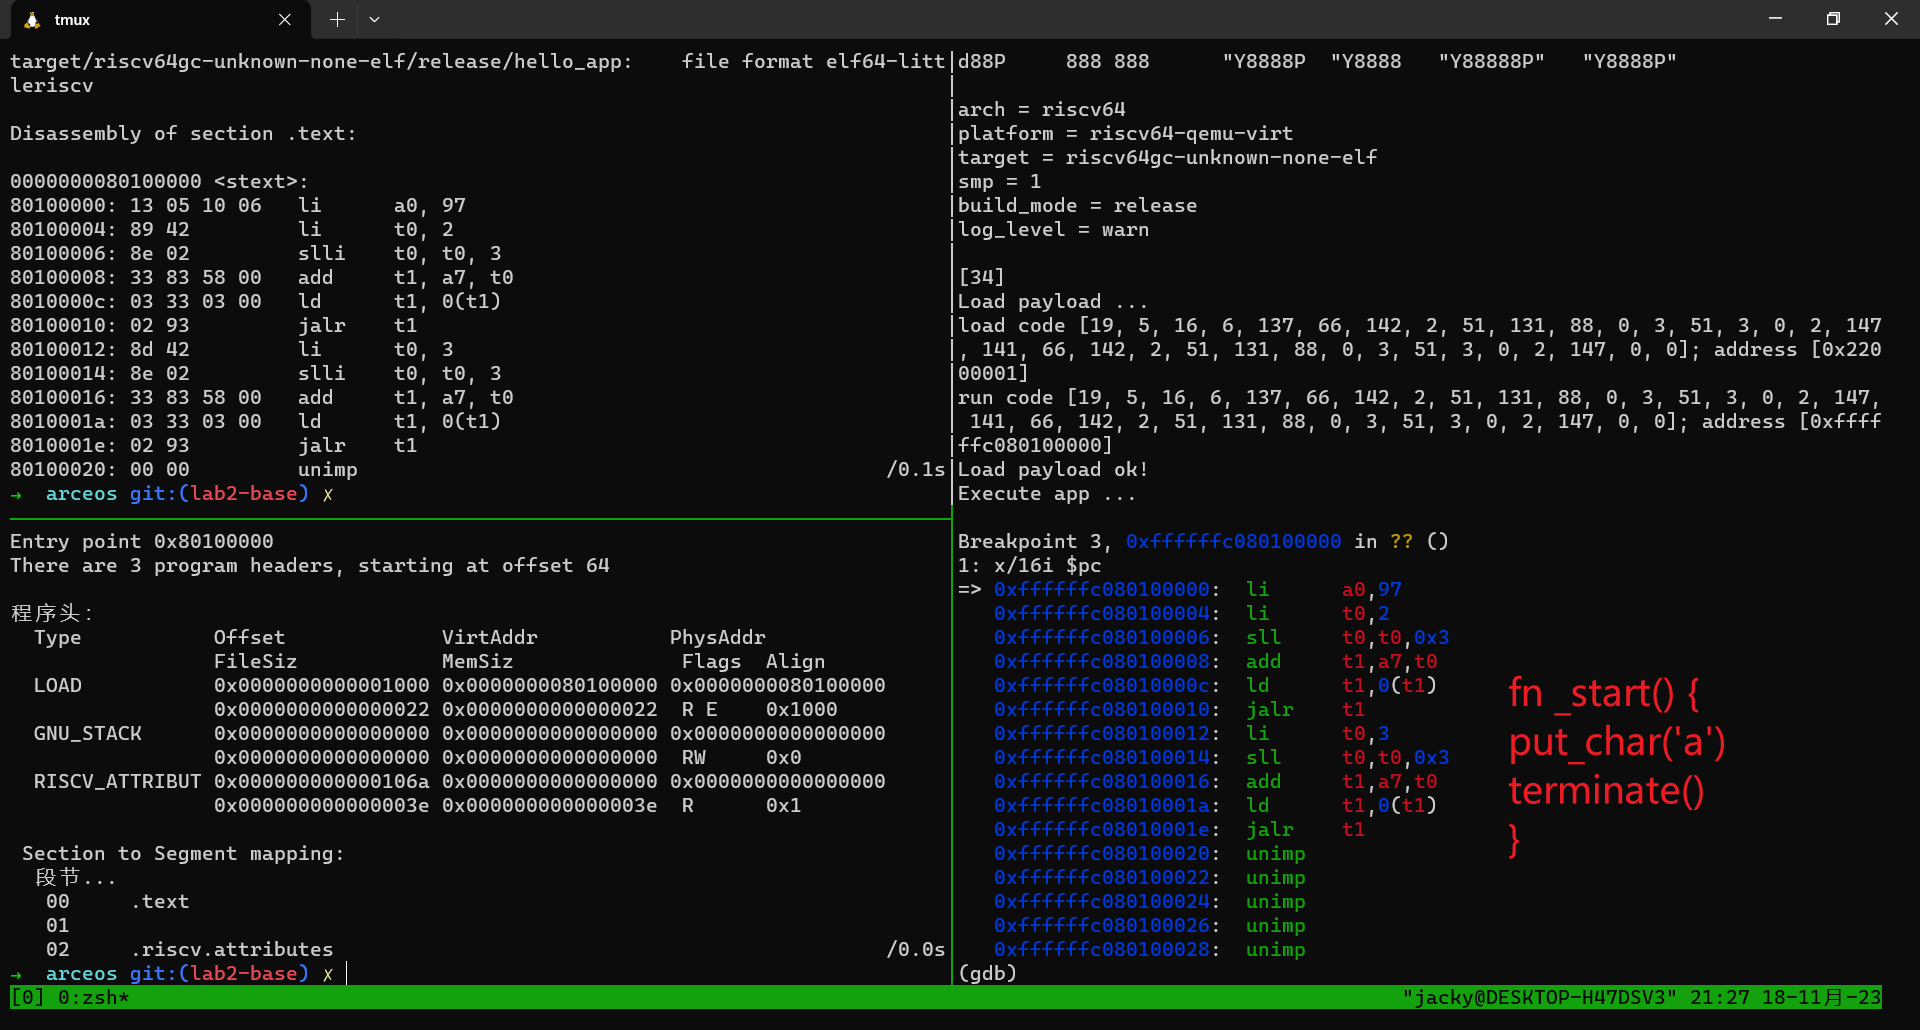 tmux
target/riscv64gc-unknown-none-elf/release/hello_app:    file format elf64-litt
leriscv
Disassembly of section .text:
0000000080100000 <stext>:
80100000: 13 05 10 06   li      a0, 97
80100004: 89 42         li      t0, 2
80100006: 8e 02         slli    t0, t0, 3
80100008: 33 83 58 00   add     t1, a7, t0
8010000c: 03 33 03 00   ld      t1, 0(t1)
80100010: 02 93         jalr    t1
80100012: 8d 42         li      t0, 3
80100014: 8e 02         slli    t0, t0, 3
80100016: 33 83 58 00   add     t1, a7, t0
8010001a: 03 33 03 00   ld      t1, 0(t1)
8010001e: 02 93         jalr    t1
80100020: 00 00         unimp                                            /0.1s
→  arceos git:(lab2-base) ✗
Entry point 0x80100000
There are 3 program headers, starting at offset 64
程序头：
  Type           Offset             VirtAddr           PhysAddr
                 FileSiz            MemSiz              Flags  Align
  LOAD           0x0000000000001000 0x0000000080100000 0x0000000080100000
                 0x0000000000000022 0x0000000000000022  R E    0x1000
  GNU_STACK      0x0000000000000000 0x0000000000000000 0x0000000000000000
                 0x0000000000000000 0x0000000000000000  RW     0x0
  RISCV_ATTRIBUT 0x000000000000106a 0x0000000000000000 0x0000000000000000
                 0x000000000000003e 0x000000000000003e  R      0x1
 Section to Segment mapping:
  段节...
   00     .text
   01
   02     .riscv.attributes                                              /0.0s
→  arceos git:(lab2-base) ✗
d88P     888 888      "Y8888P  "Y8888   "Y88888P"   "Y8888P"
arch = riscv64
platform = riscv64-qemu-virt
target = riscv64gc-unknown-none-elf
smp = 1
build_mode = release
log_level = warn
[34]
Load payload ...
load code [19, 5, 16, 6, 137, 66, 142, 2, 51, 131, 88, 0, 3, 51, 3, 0, 2, 147
, 141, 66, 142, 2, 51, 131, 88, 0, 3, 51, 3, 0, 2, 147, 0, 0]; address [0x220
00001]
run code [19, 5, 16, 6, 137, 66, 142, 2, 51, 131, 88, 0, 3, 51, 3, 0, 2, 147,
 141, 66, 142, 2, 51, 131, 88, 0, 3, 51, 3, 0, 2, 147, 0, 0]; address [0xffff
ffc080100000]
Load payload ok!
Execute app ...
Breakpoint 3, 0xffffffc080100000 in ?? ()
1: x/16i $pc
=> 0xffffffc080100000:  li      a0,97
   0xffffffc080100004:  li      t0,2
   0xffffffc080100006:  sll     t0,t0,0x3
   0xffffffc080100008:  add     t1,a7,t0
   0xffffffc08010000c:  ld      t1,0(t1)
   0xffffffc080100010:  jalr    t1
   0xffffffc080100012:  li      t0,3
   0xffffffc080100014:  sll     t0,t0,0x3
   0xffffffc080100016:  add     t1,a7,t0
   0xffffffc08010001a:  ld      t1,0(t1)
   0xffffffc08010001e:  jalr    t1
   0xffffffc080100020:  unimp
   0xffffffc080100022:  unimp
   0xffffffc080100024:  unimp
   0xffffffc080100026:  unimp
   0xffffffc080100028:  unimp
(gdb)
fn _start() {
put_char('a')
terminate()
}
[0] 0:zsh*                    "jacky@DESKTOP-H47DSV3" 21:27 18-11月-23